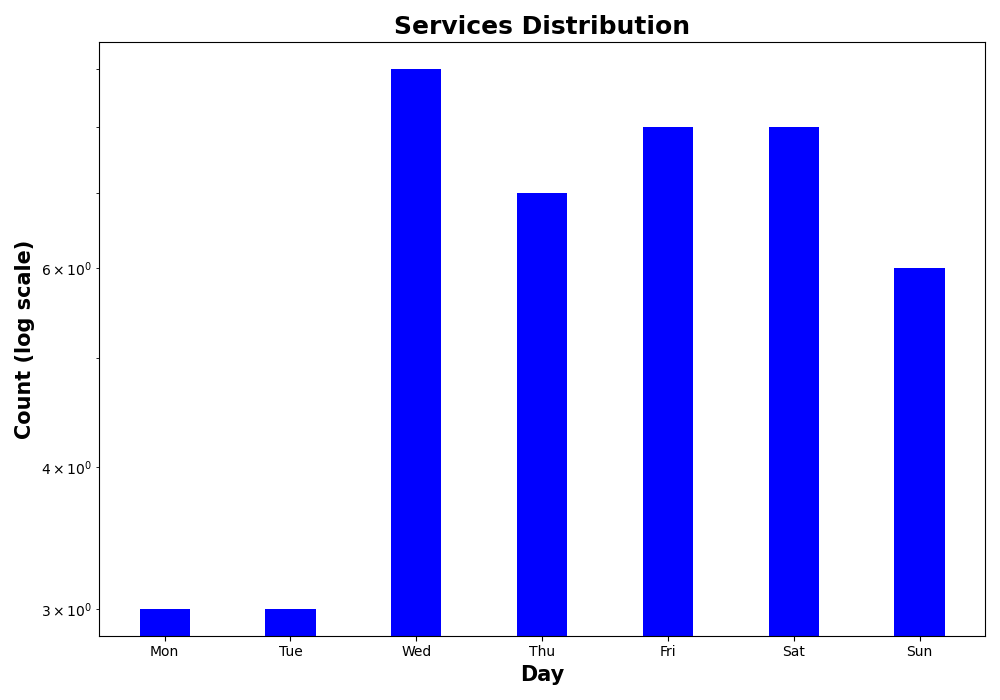 Services Distribution
Count (log scale)
6 × 10⁰
4 × 10⁰
3 × 10⁰
Mon Tue Wed Thu Fri Sat Sun
Day